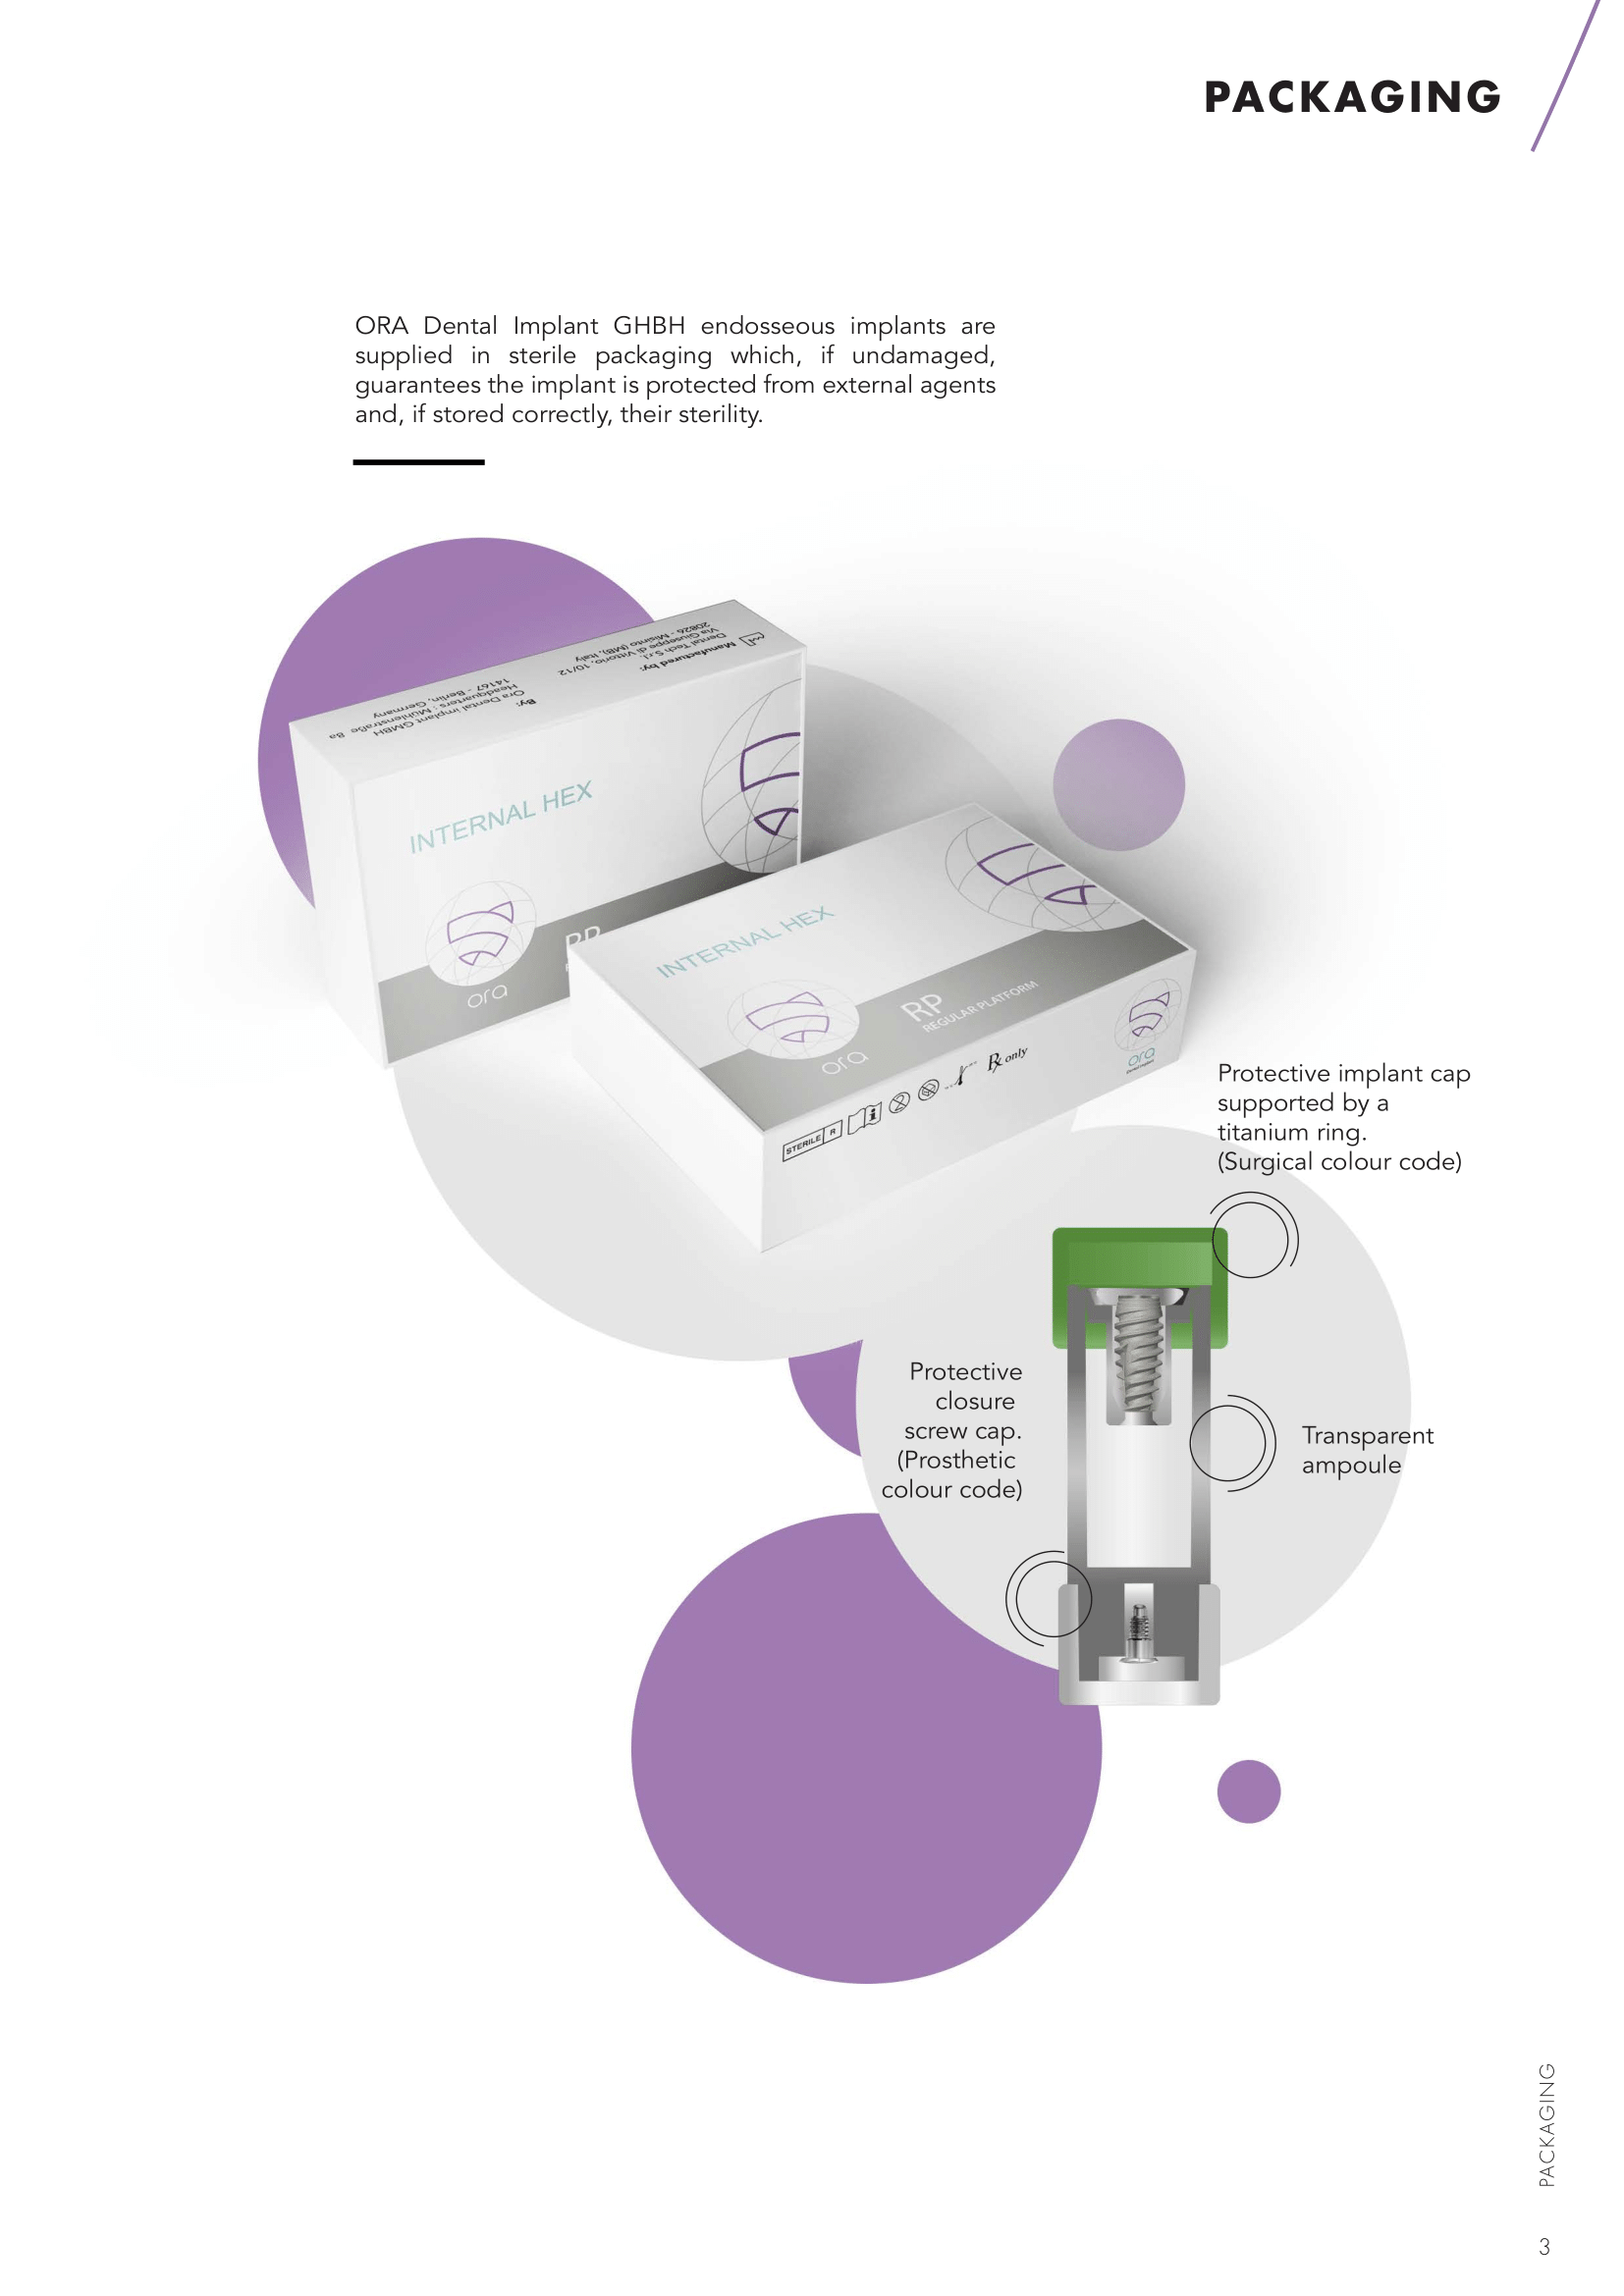 PACKAGING
ORA Dental Implant GHBH endosseous implants are
supplied in sterile packaging which, if undamaged,
guarantees the implant is protected from external agents
and, if stored correctly, their sterility.
Manufactured by:
Dental Tech S.r.l.
Via Giuseppe di Vittorio, 10/12
20826 - Misinto (MB), Italy
By:
Ora Dental implant GMBH
Headquarters : Mühlenstraße 8a
14167 - Berlin, Germany
INTERNAL HEX
RP
ora
INTERNAL HEX
RP
REGULAR PLATFORM
ora
STERILE R
Rx only
ora
Protective implant cap
supported by a
titanium ring.
(Surgical colour code)
Protective
closure
screw cap.
(Prosthetic
colour code)
Transparent
ampoule
PACKAGING
3